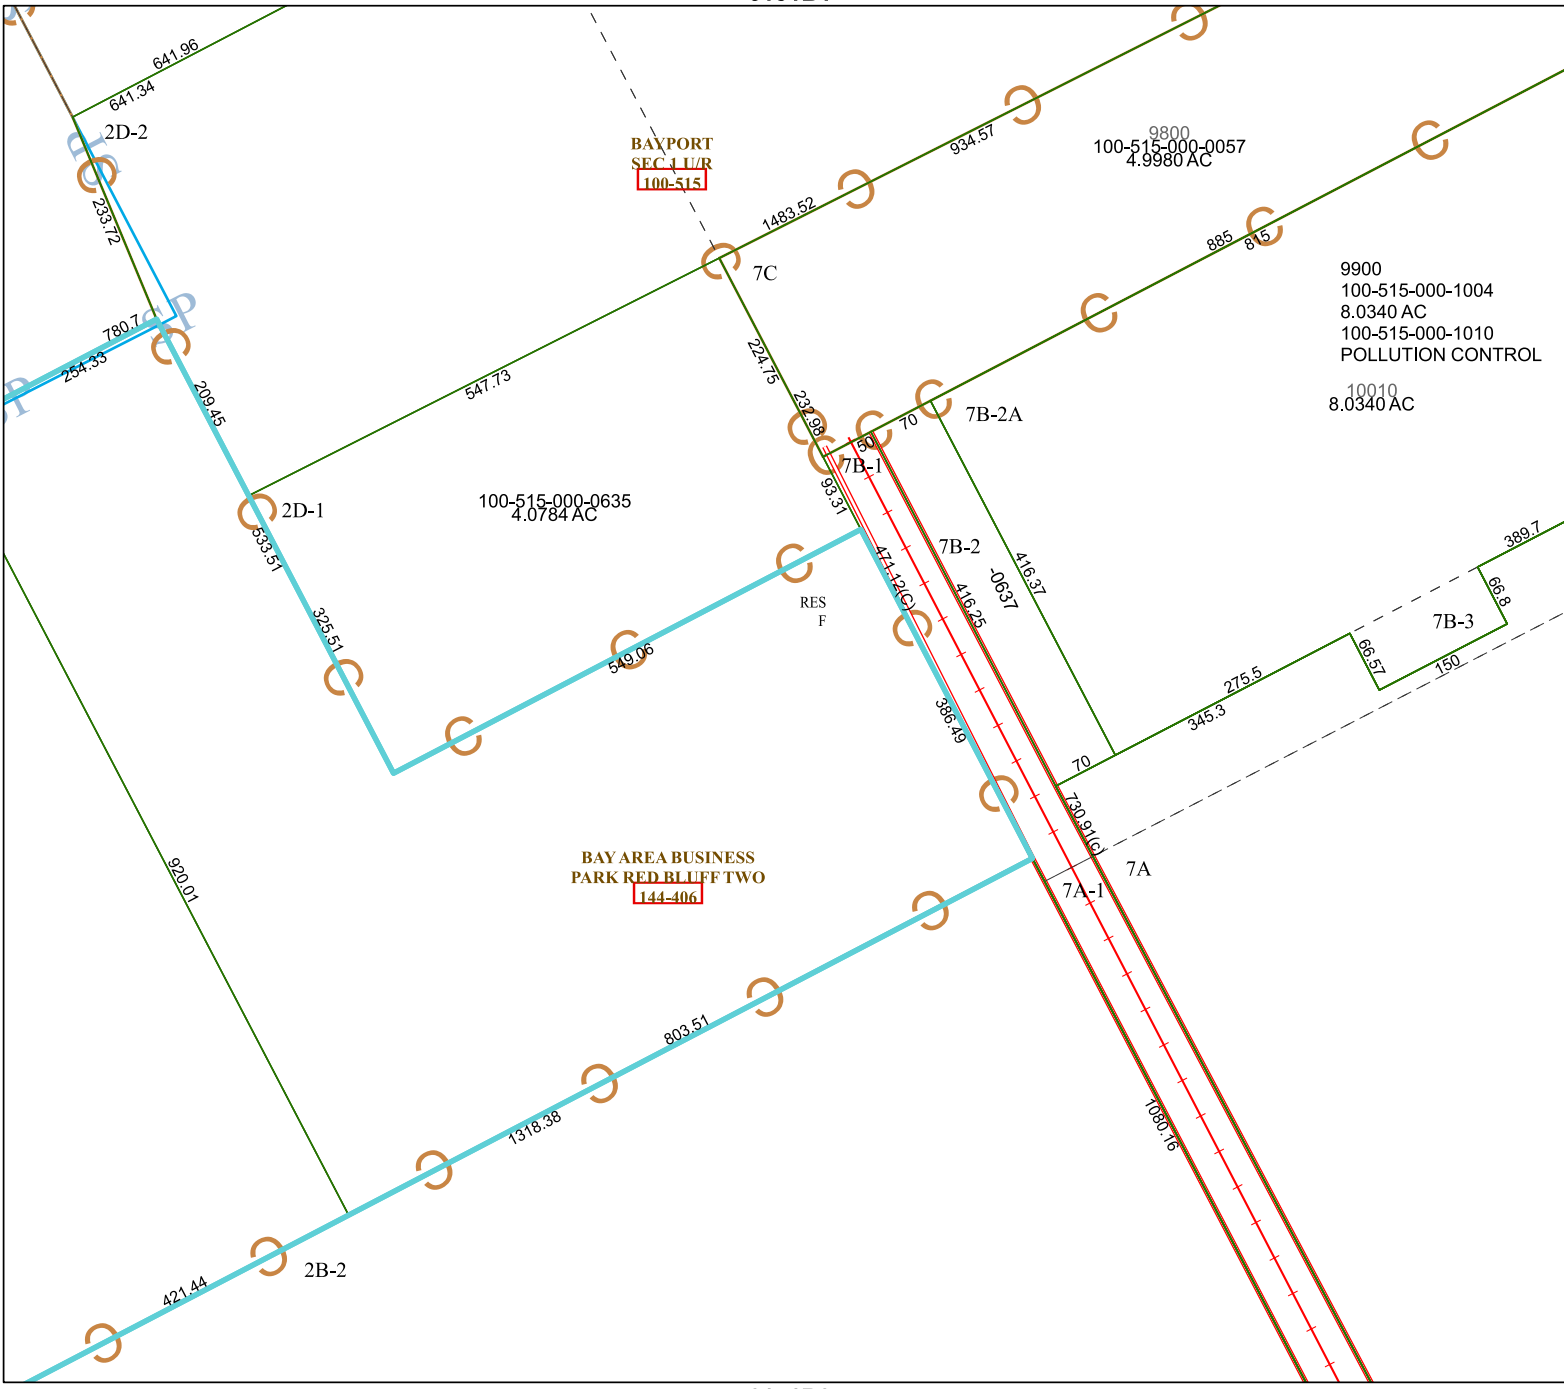 641.96
641.34
2D-2
SP
233.72
BAYPORT
SEC 1 U/R
100-515
934.57
9800
100-515-000-0057
4.9980 AC
1483.52
885
815
7C
9900
100-515-000-1004
8.0340 AC
100-515-000-1010
POLLUTION CONTROL
10010
8.0340 AC
780.7
SP
254.33
SP
209.45
547.73
224.75
232.98
70
7B-2A
50
7B-1
93.31
2D-1
100-515-000-0635
4.0784 AC
533.51
7B-2
-0637
416.37
416.25
471.12(C)
389.7
66.8
7B-3
RES
F
325.51
549.06
66.57
150
275.5
345.3
386.49
70
730.91(c)
7A
7A-1
BAY AREA BUSINESS
PARK RED BLUFF TWO
144-406
920.01
803.51
1318.38
1080.16
2B-2
421.44